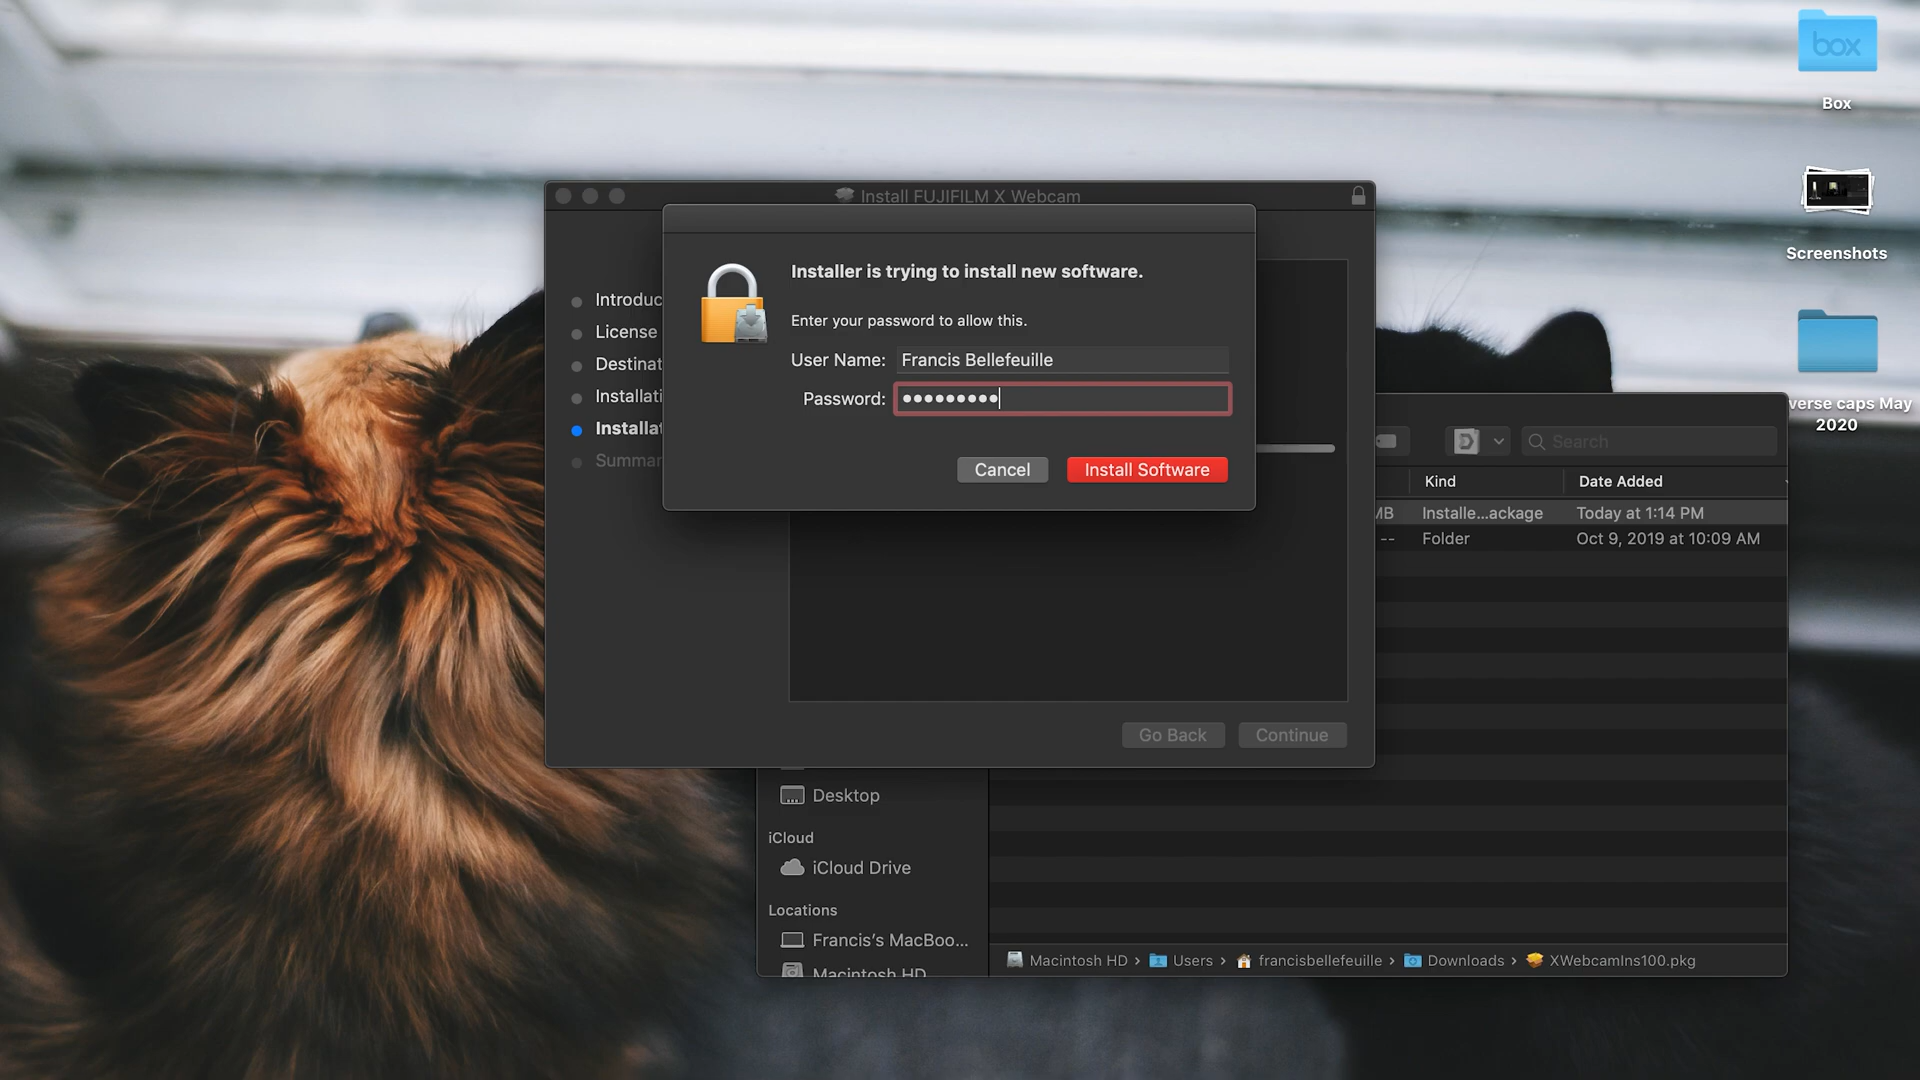 box
Box
Screenshots
verse caps May
2020
Install FUJIFILM X Webcam
Installer is trying to install new software.
Enter your password to allow this.
User Name: Francis Bellefeuille
Password: •••••••••
Cancel
Install Software
Introduc
License
Destinat
Installati
Installat
Summar
Go Back
Continue
Search
Kind
Date Added
MB
Installe...ackage
Today at 1:14 PM
--
Folder
Oct 9, 2019 at 10:09 AM
Desktop
iCloud
iCloud Drive
Locations
Francis's MacBoo...
Macintosh HD
Macintosh HD › Users › francisbellefeuille › Downloads › XWebcamIns100.pkg